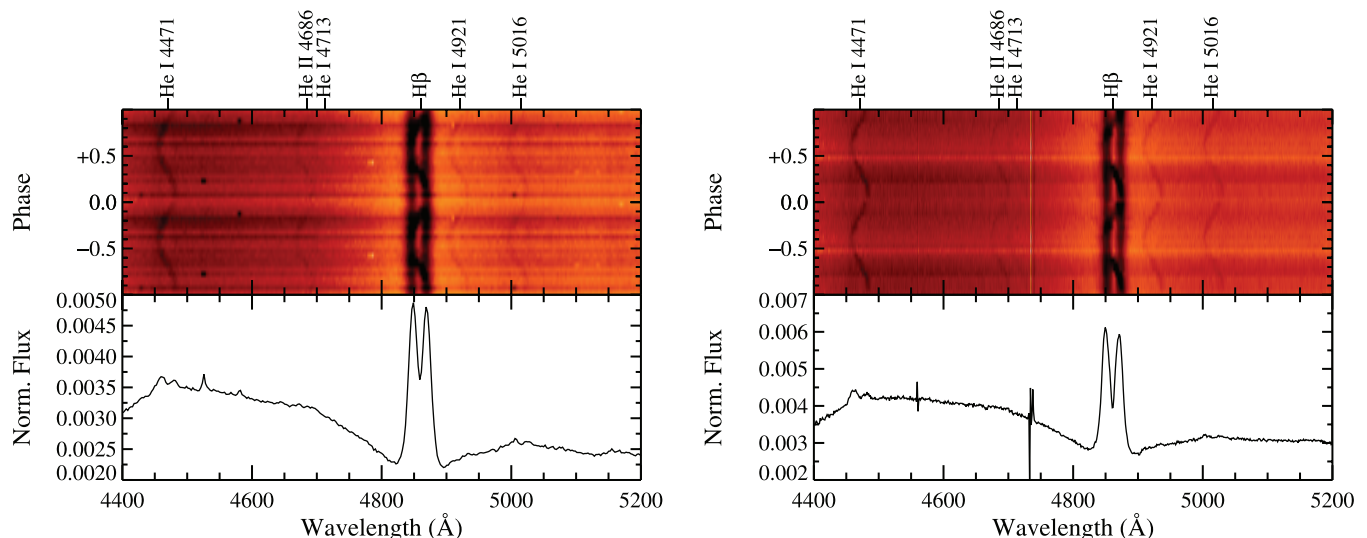 He I 4471
He II 4686
He I 4713
Hβ
He I 4921
He I 5016
Phase
+0.5
0.0
−0.5
0.0050
0.0045
0.0040
0.0035
0.0030
0.0025
0.0020
Norm. Flux
4400
4600
4800
5000
5200
Wavelength (Å)
He I 4471
He II 4686
He I 4713
Hβ
He I 4921
He I 5016
Phase
+0.5
0.0
−0.5
0.007
0.006
0.005
0.004
0.003
0.002
Norm. Flux
4400
4600
4800
5000
5200
Wavelength (Å)